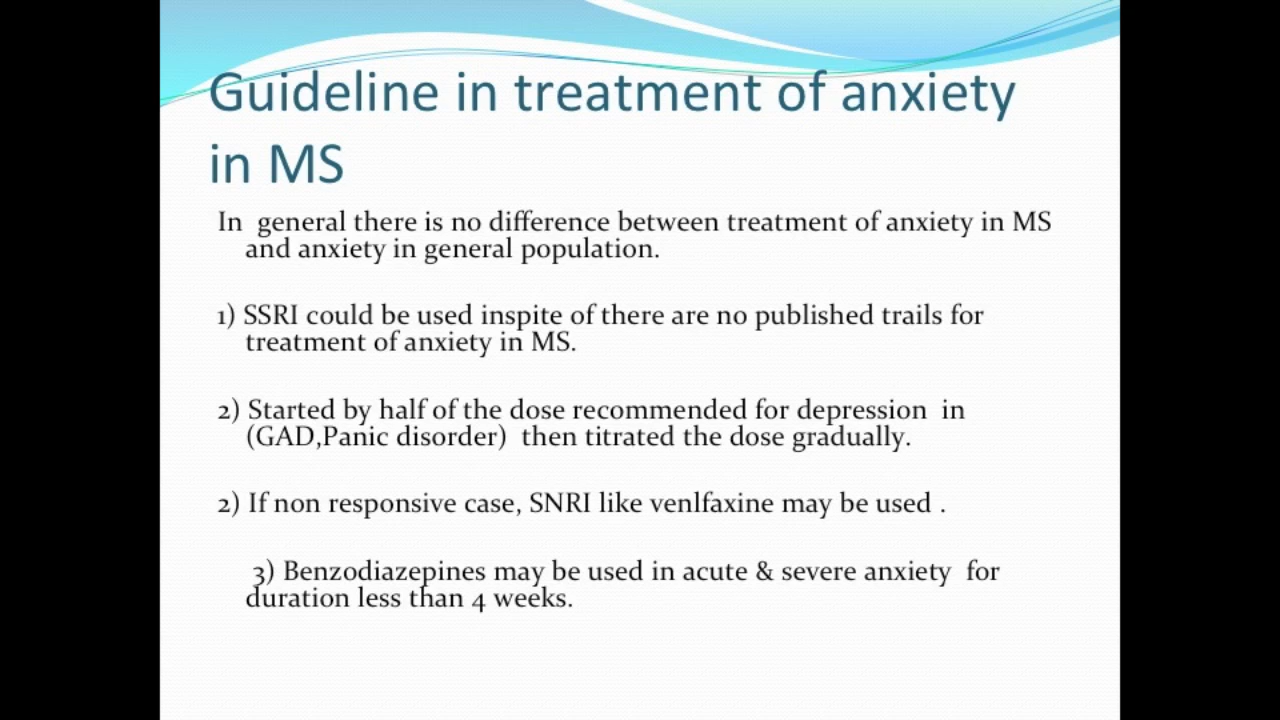 Guideline in treatment of anxiety
in MS
In general there is no difference between treatment of anxiety in MS
and anxiety in general population.
1) SSRI could be used inspite of there are no published trails for
treatment of anxiety in MS.
2) Started by half of the dose recommended for depression in
(GAD,Panic disorder) then titrated the dose gradually.
2) If non responsive case, SNRI like venlfaxine may be used .
3) Benzodiazepines may be used in acute & severe anxiety for
duration less than 4 weeks.